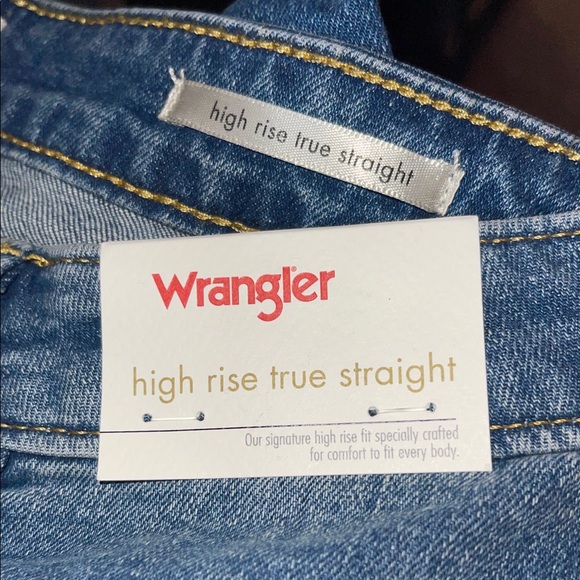 high rise true straight
Wrangler
high rise true straight
Our signature high rise fit specially crafted
for comfort to fit every body.